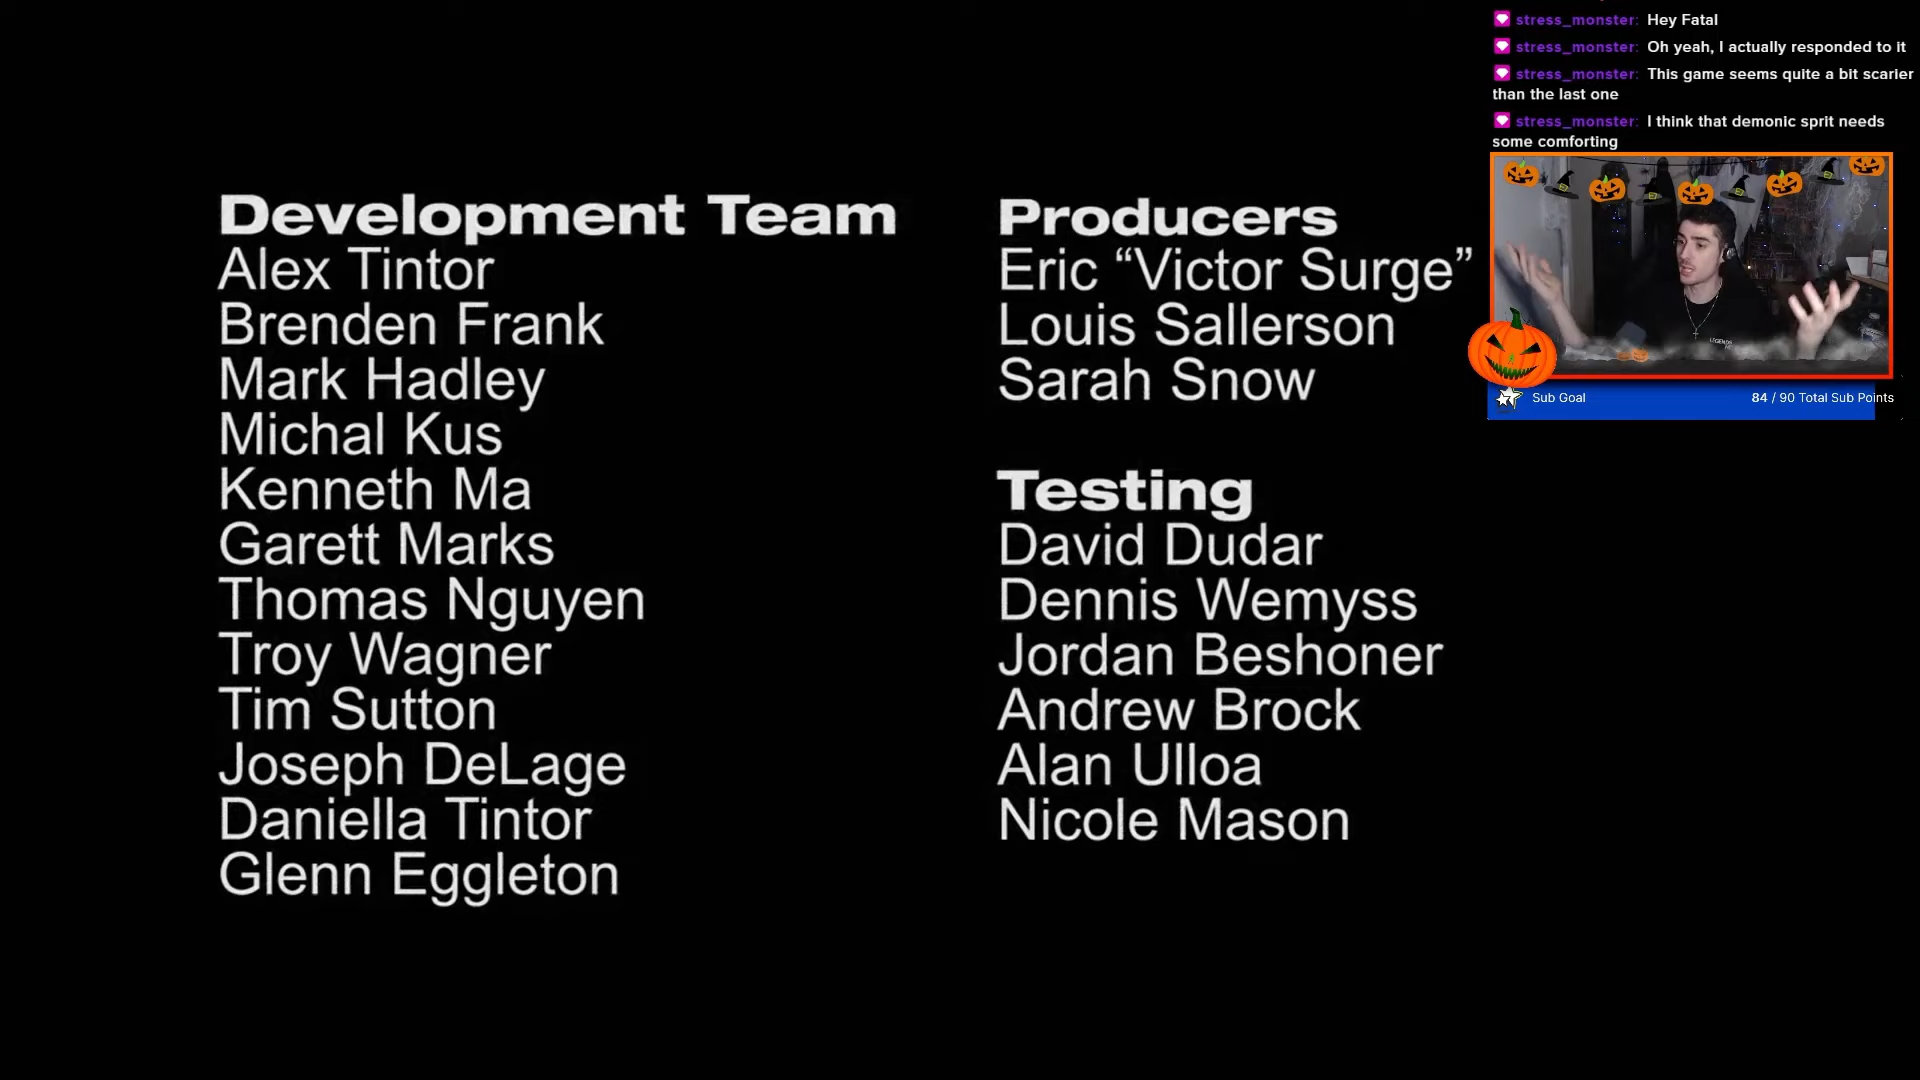 Development Team
Alex Tintor
Brenden Frank
Mark Hadley
Michal Kus
Kenneth Ma
Garett Marks
Thomas Nguyen
Troy Wagner
Tim Sutton
Joseph DeLage
Daniella Tintor
Glenn Eggleton
Producers
Eric “Victor Surge”
Louis Sallerson
Sarah Snow
Testing
David Dudar
Dennis Wemyss
Jordan Beshoner
Andrew Brock
Alan Ulloa
Nicole Mason
stress_monster: Hey Fatal
stress_monster: Oh yeah, I actually responded to it
stress_monster: This game seems quite a bit scarier
than the last one
stress_monster: I think that demonic sprit needs
some comforting
Sub Goal
84 / 90 Total Sub Points